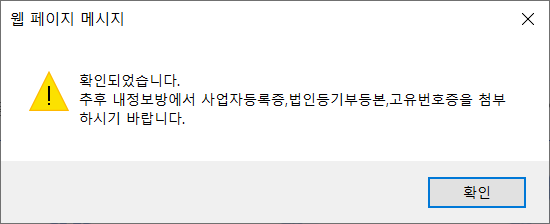 웹 페이지 메시지
확인되었습니다.
추후 내정보방에서 사업자등록증,법인등기부등본,고유번호증을 첨부
하시기 바랍니다.
확인